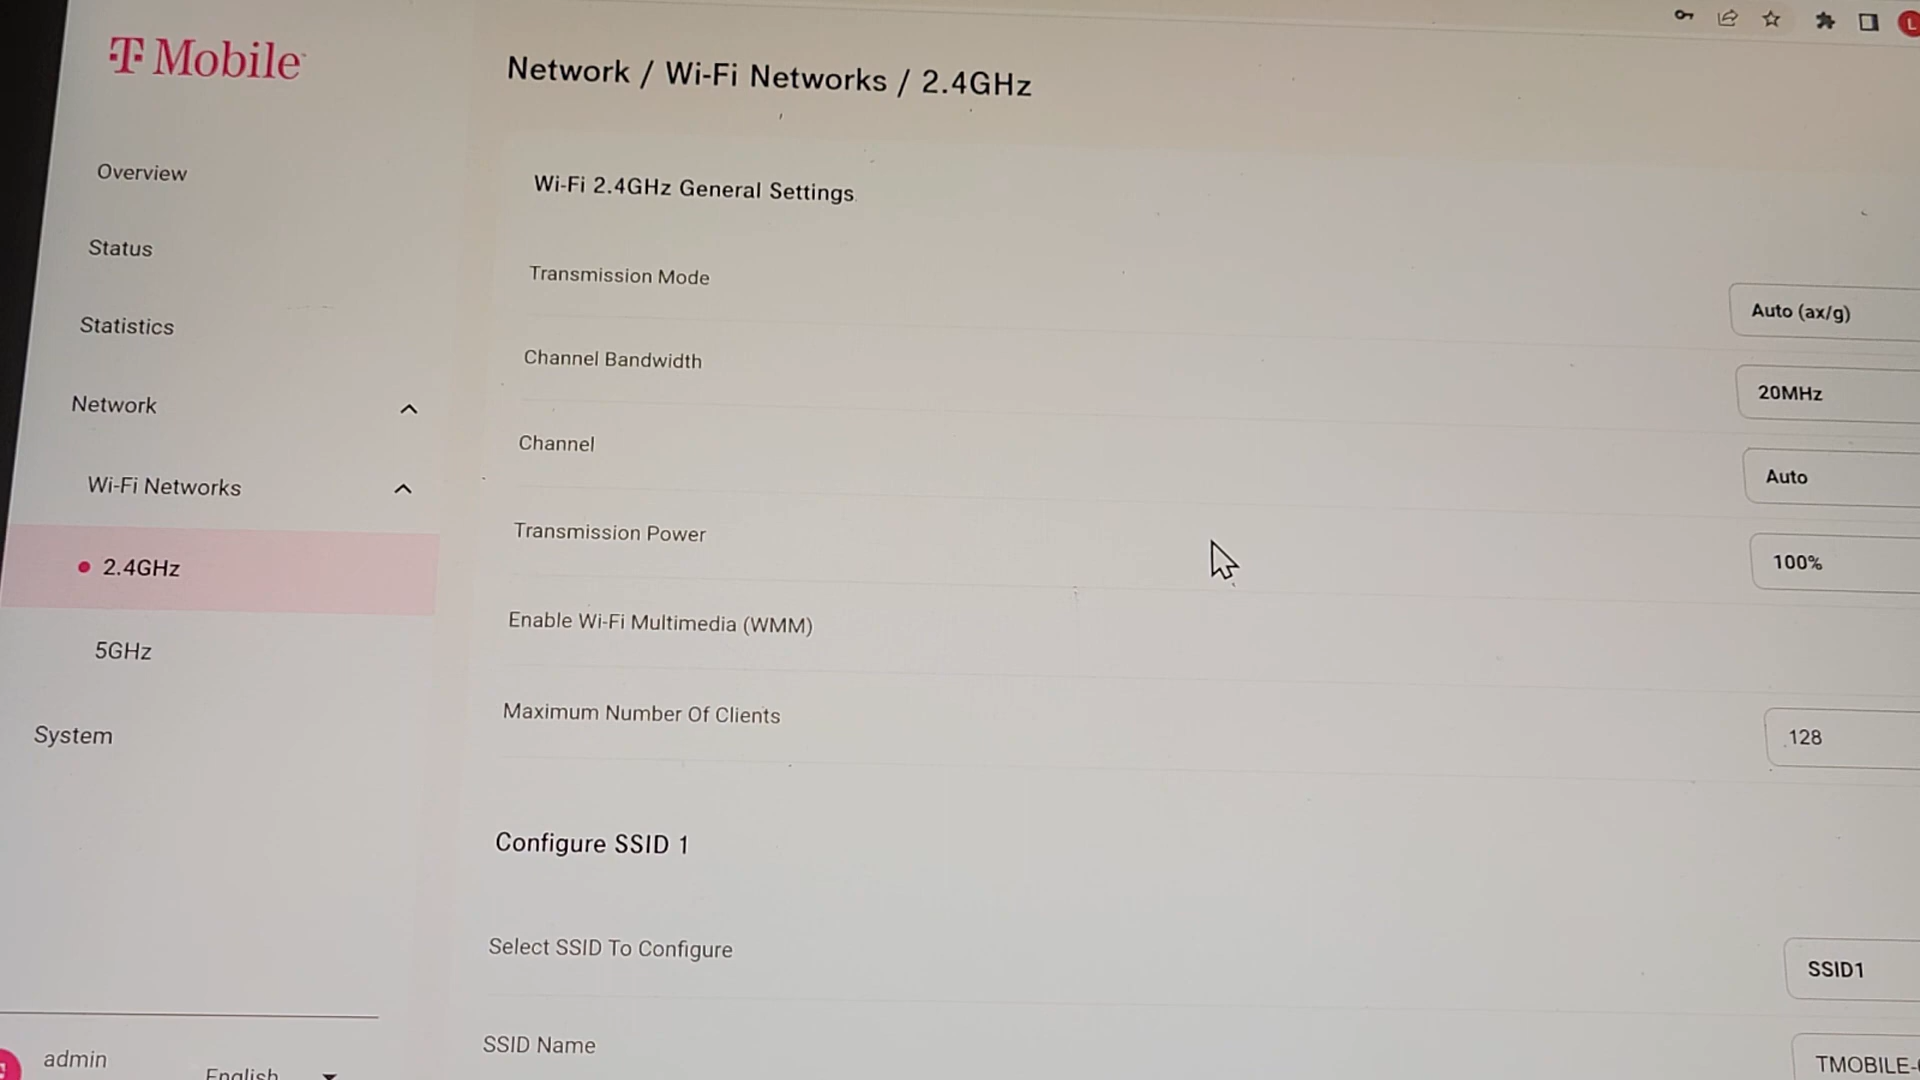 T Mobile
Network / Wi-Fi Networks / 2.4GHz
Overview
Status
Statistics
Network
Wi-Fi Networks
2.4GHz
5GHz
System
admin
English
Wi-Fi 2.4GHz General Settings
Transmission Mode
Auto (ax/g)
Channel Bandwidth
20MHz
Channel
Auto
Transmission Power
100%
Enable Wi-Fi Multimedia (WMM)
Maximum Number Of Clients
128
Configure SSID 1
Select SSID To Configure
SSID1
SSID Name
TMOBILE-
L